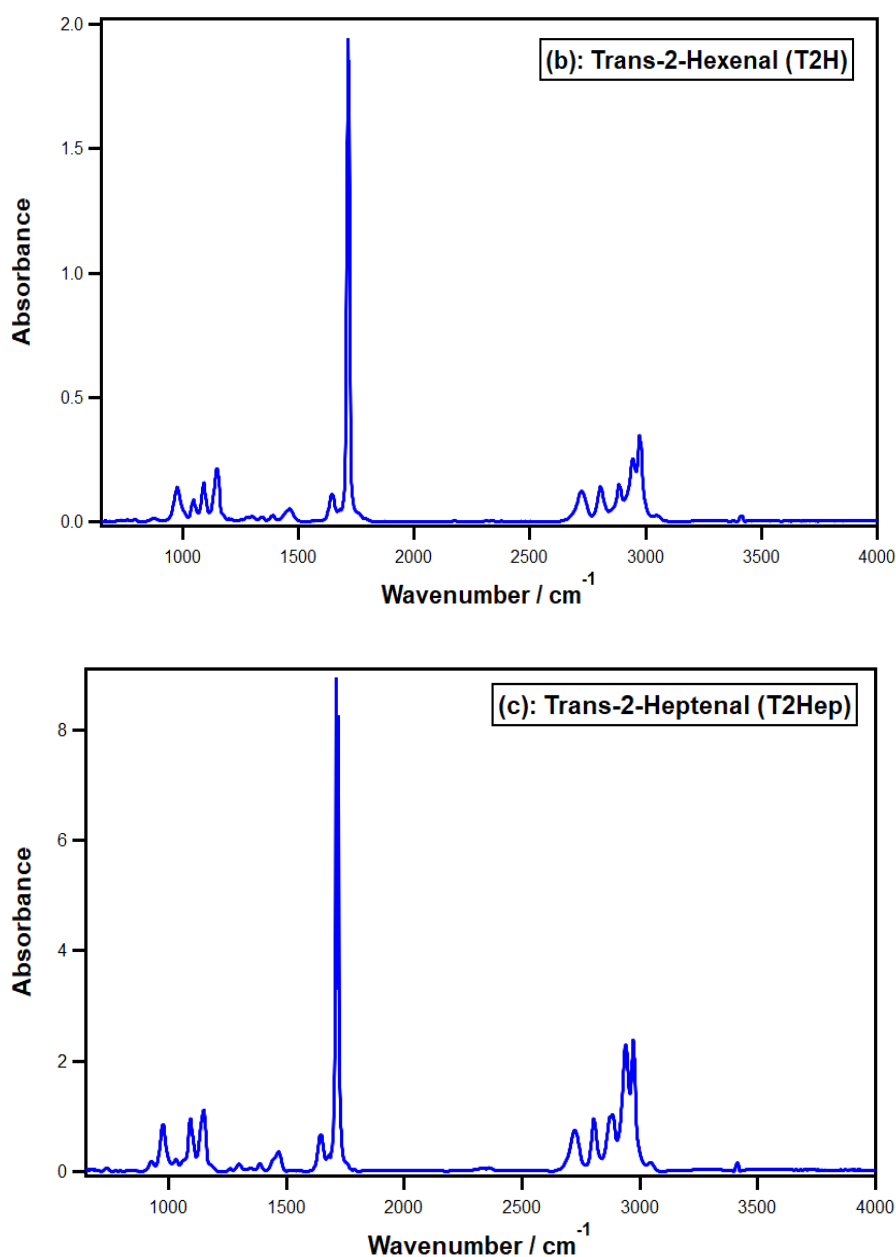 2.0
(b): Trans-2-Hexenal (T2H)
1.5
Absorbance
1.0
0.5
0.0
1000 1500 2000 2500 3000 3500 4000
Wavenumber / cm⁻¹
(c): Trans-2-Heptenal (T2Hep)
8
6
Absorbance
4
2
0
1000 1500 2000 2500 3000 3500 4000
Wavenumber / cm⁻¹